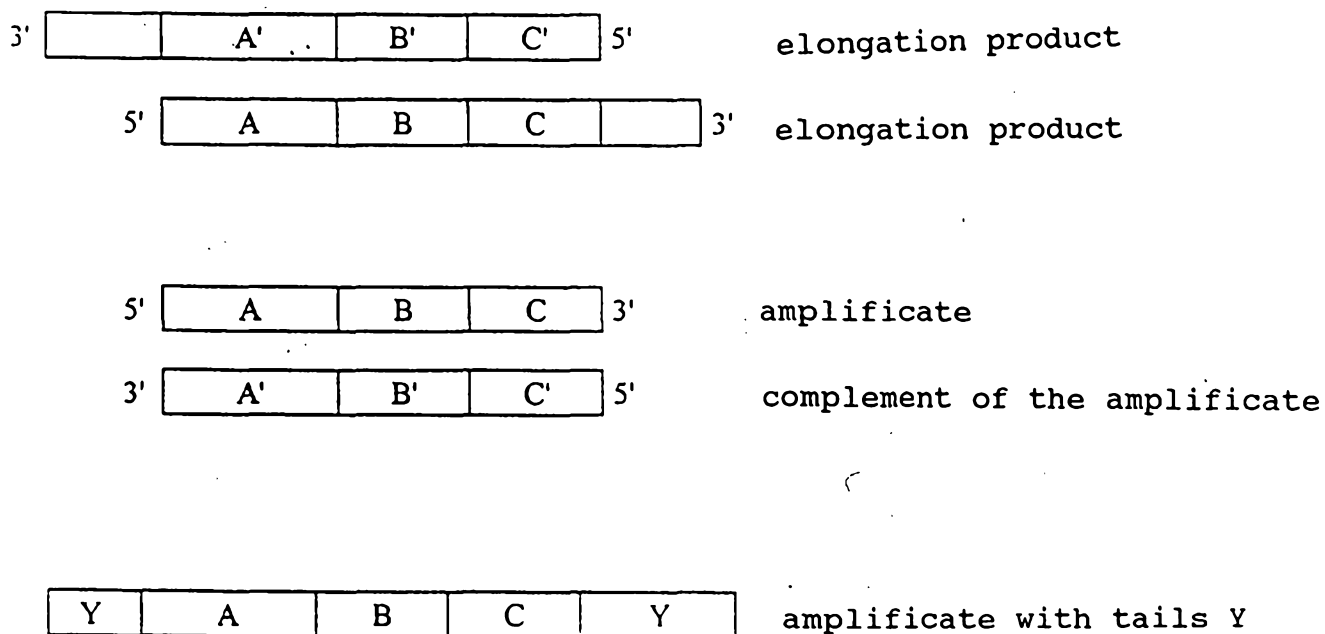 3' A' B' C' 5' elongation product
5' A B C 3' elongation product
5' A B C 3' amplificate
3' A' B' C' 5' complement of the amplificate
Y A B C Y amplificate with tails Y